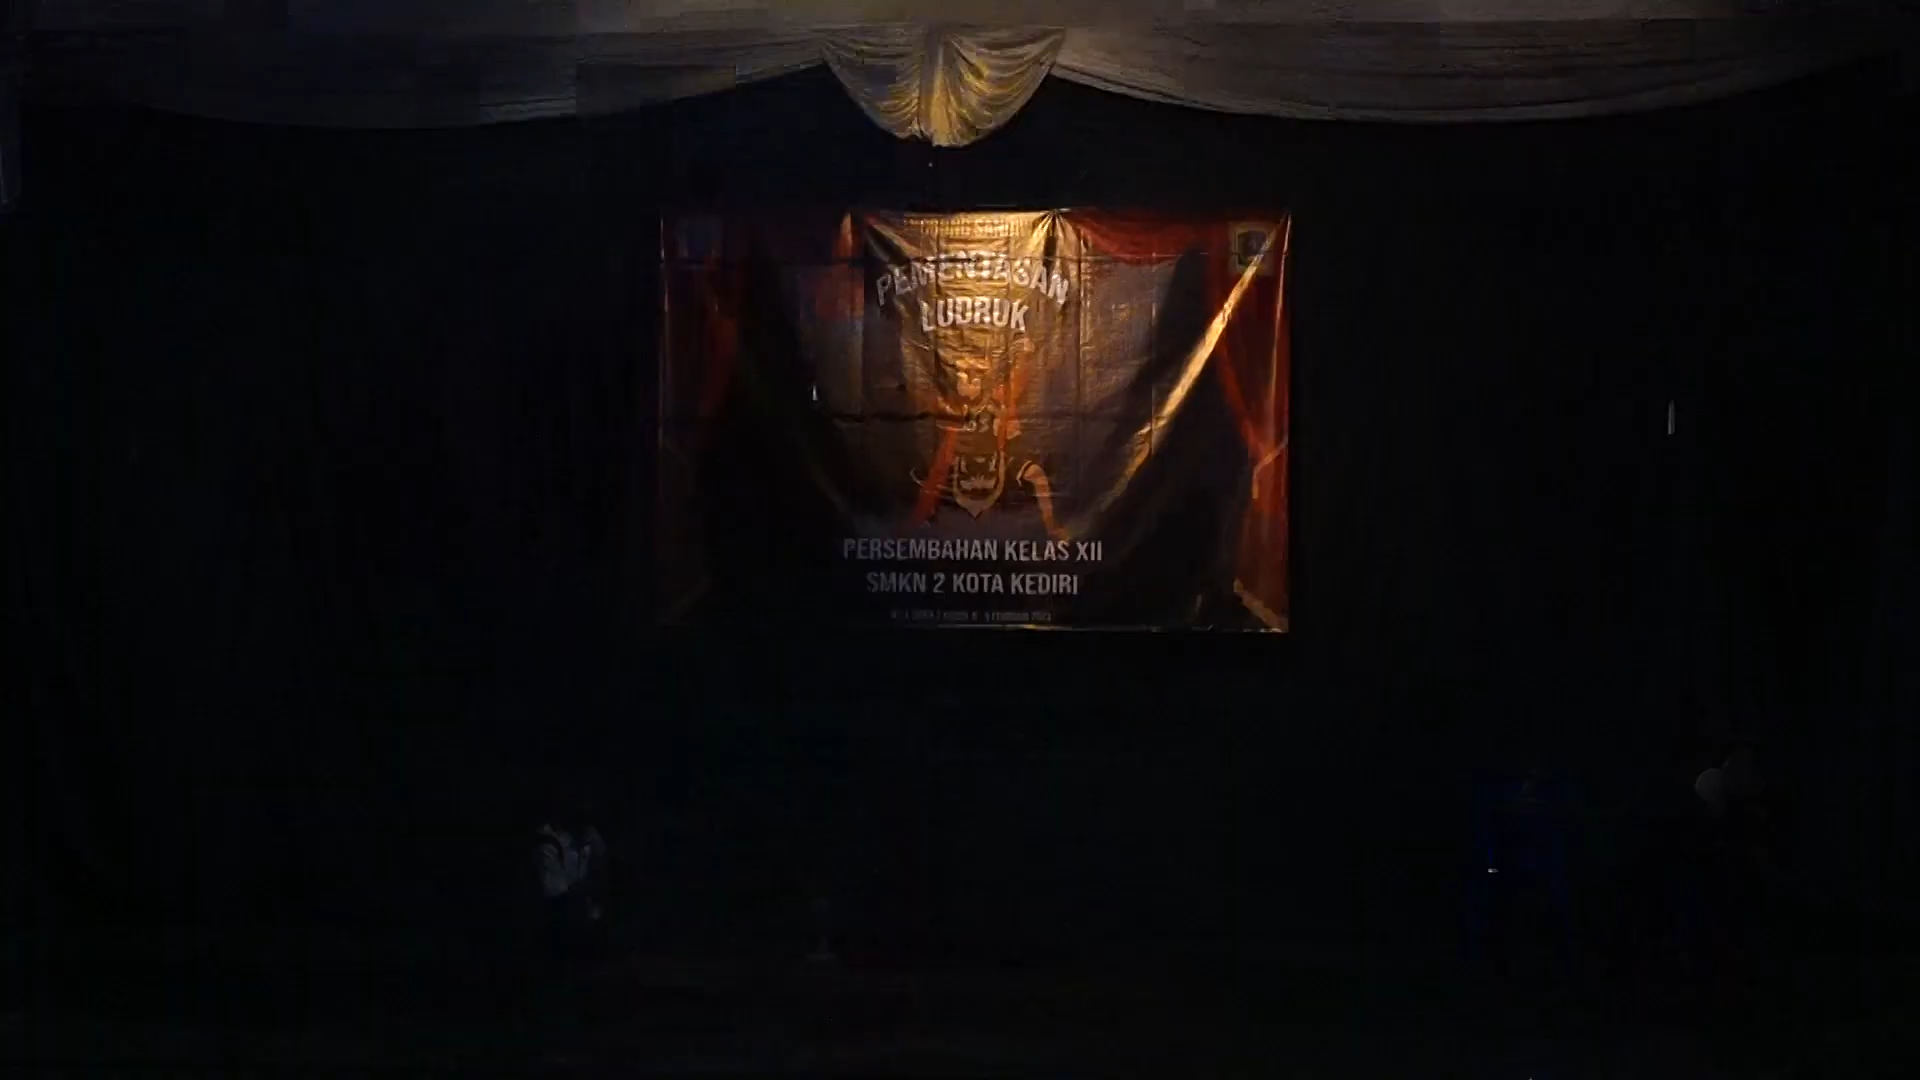 PEMENTASAN
LUDRUK
PERSEMBAHAN KELAS XII
SMKN 2 KOTA KEDIRI